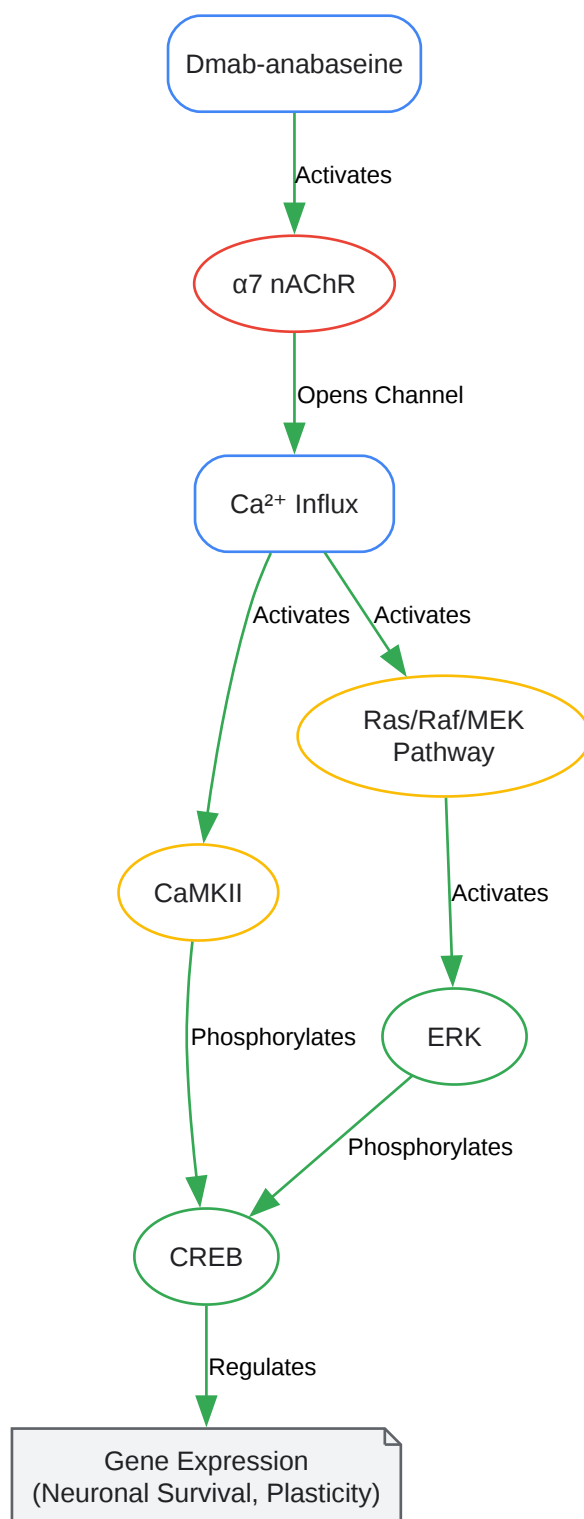 Dmab-anabaseine
Activates
α7 nAChR
Opens Channel
Ca²⁺ Influx
Activates
Activates
Ras/Raf/MEK
Pathway
CaMKII
Activates
Phosphorylates
ERK
Phosphorylates
CREB
Regulates
Gene Expression
(Neuronal Survival, Plasticity)